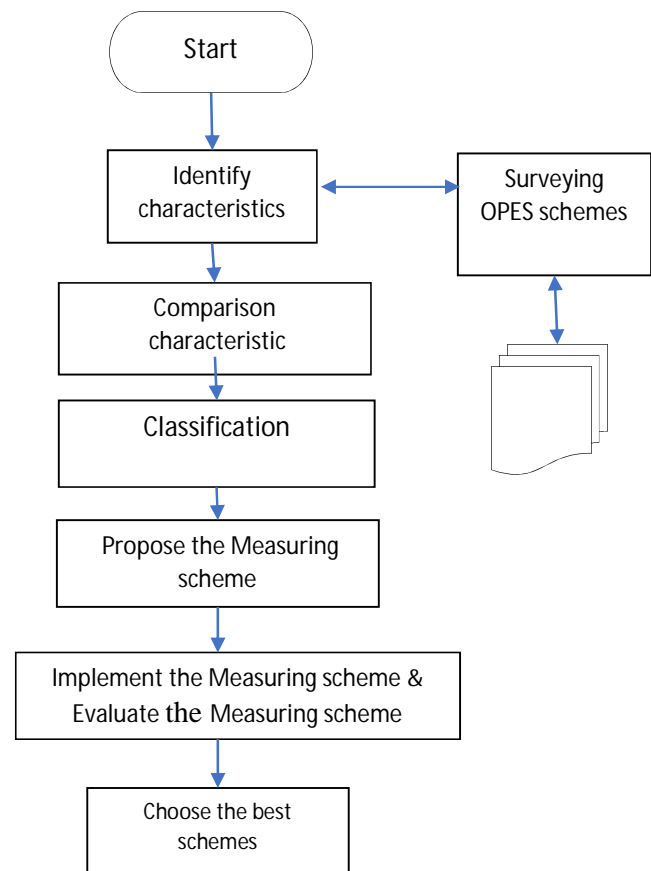 Start
Identify
characteristics
Surveying
OPES schemes
Comparison
characteristic
Classification
Propose the Measuring
scheme
Implement the Measuring scheme &
Evaluate the Measuring scheme
Choose the best
schemes